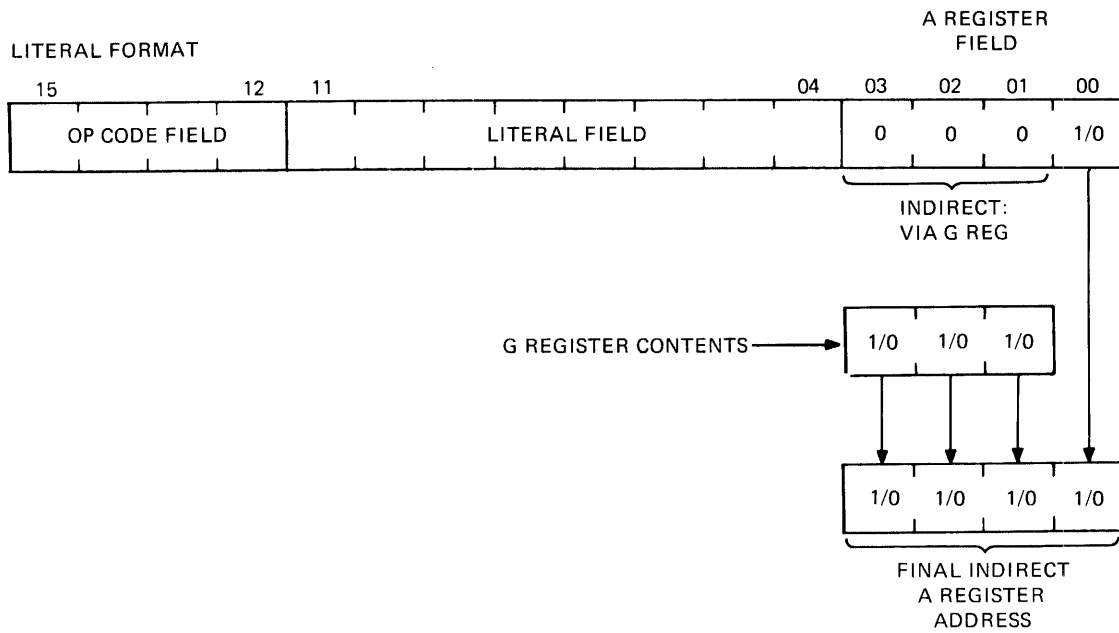 A REGISTER
FIELD
LITERAL FORMAT
15 12 11 04 03 02 01 00
OP CODE FIELD LITERAL FIELD 0 0 0 1/0
INDIRECT:
VIA G REG
G REGISTER CONTENTS 1/0 1/0 1/0
1/0 1/0 1/0 1/0
FINAL INDIRECT
A REGISTER
ADDRESS